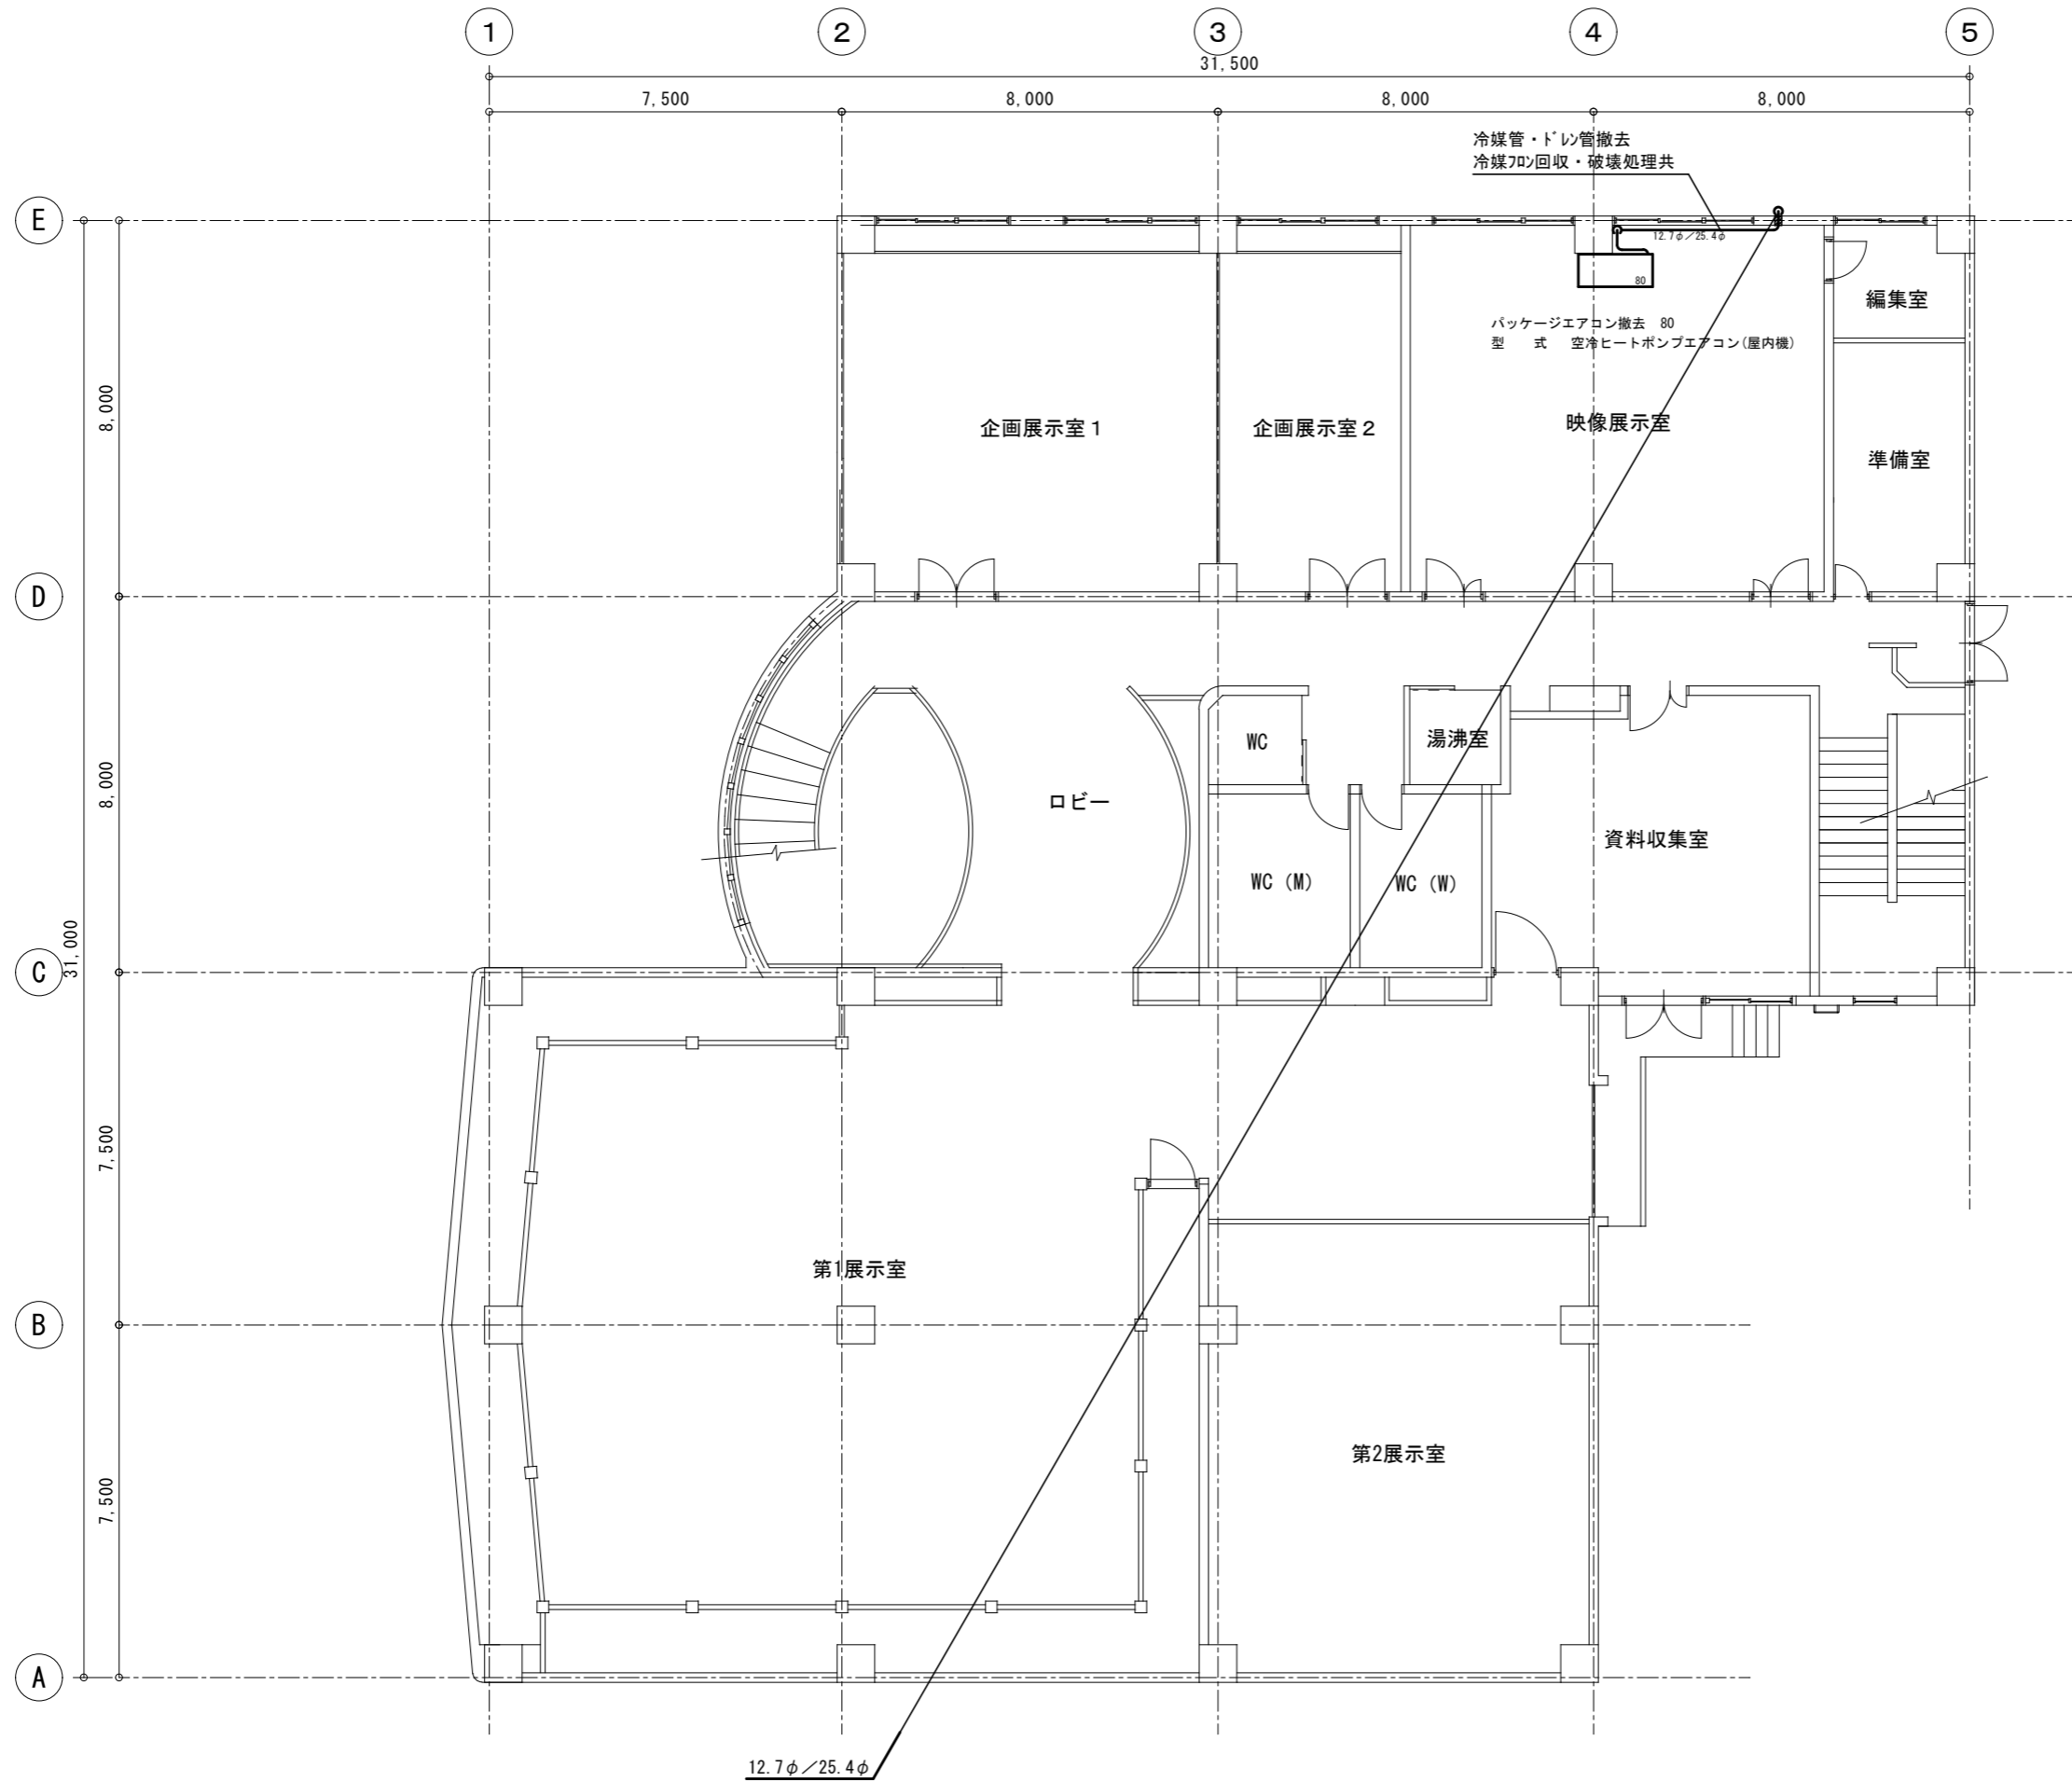 1 2 3 4 5
31,500
7,500 8,000 8,000 8,000
冷媒管・ドレン管撤去
冷媒フロン回収・破壊処理共
E
12.7φ／25.4φ
80
編集室
パッケージエアコン撤去 80
型 式 空冷ヒートポンプエアコン(屋内機)
8,000
企画展示室１ 企画展示室２ 映像展示室
準備室
D
WC 湯沸室
8,000
ロビー
資料収集室
WC (M) WC (W)
31,000
C
7,500
第1展示室
B
第2展示室
7,500
A
12.7φ／25.4φ